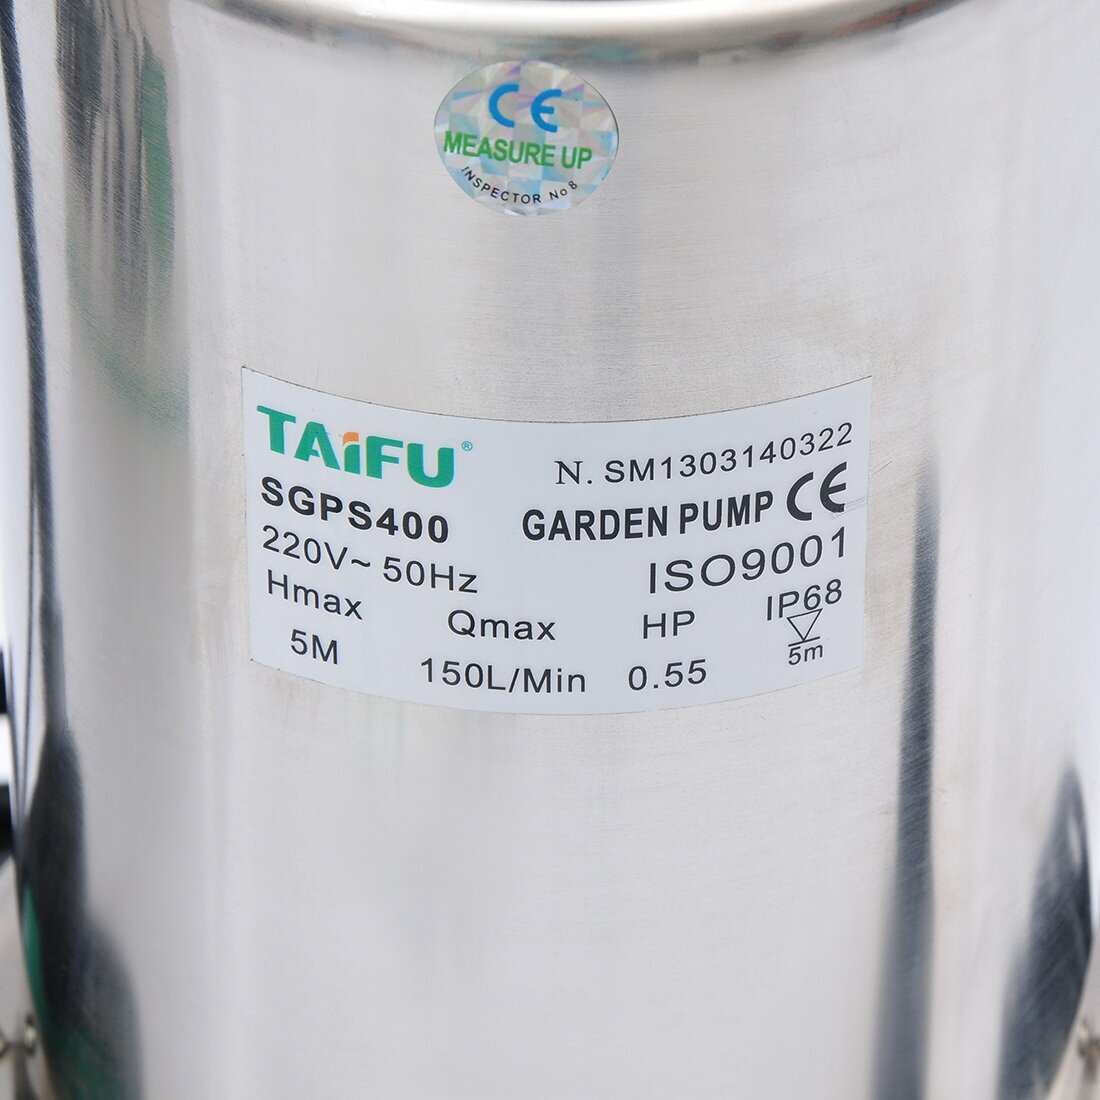 CE
MEASURE UP
INSPECTOR No 8
TAiFU®
N. SM1303140322
SGPS400
GARDEN PUMP CE
220V~ 50Hz
ISO9001
Hmax Qmax HP IP68
5M 150L/Min 0.55 5m